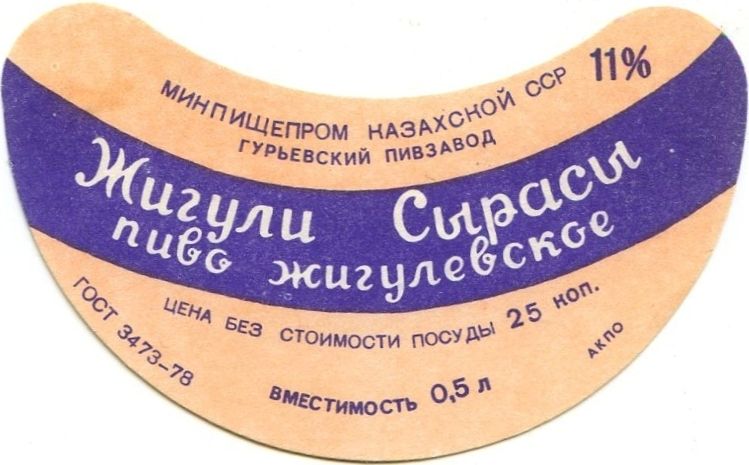 МИНПИЩЕПРОМ КАЗАХСКОЙ ССР 11%
ГУРЬЕВСКИЙ ПИВЗАВОД
Жигули Сырасы
пиво жигулевское
ЦЕНА БЕЗ СТОИМОСТИ ПОСУДЫ 25 КОП.
ГОСТ 3473-78
ВМЕСТИМОСТЬ 0,5 л
АКПО